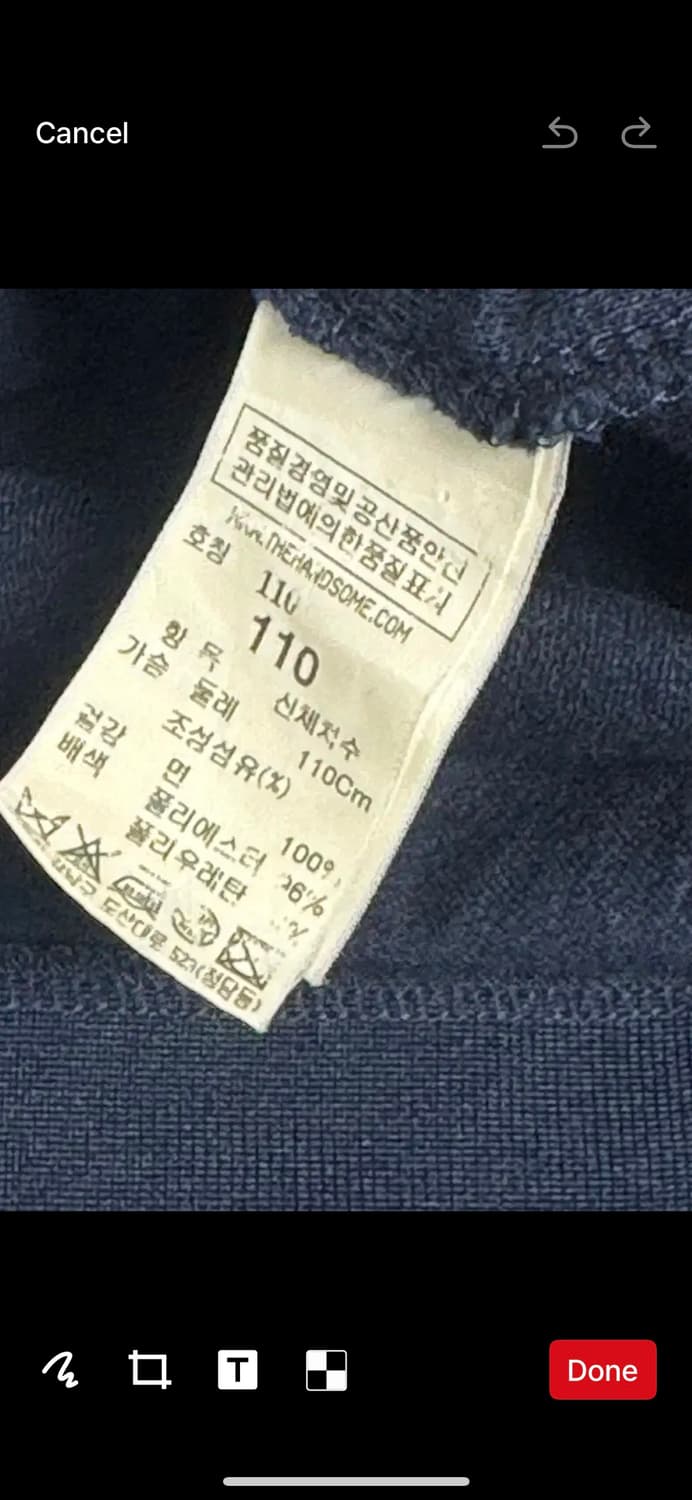 Cancel
품질경영및공산품안전
관리법에의한품질표시
www.THEHANDSOME.COM
호칭 110
110
항 목 신체치수
가슴 둘레 110Cm
조성섬유(%)
겉감 면 100%
배색 폴리에스터 96%
폴리우레탄
강남구 도산대로 523(청담동)
T
Done